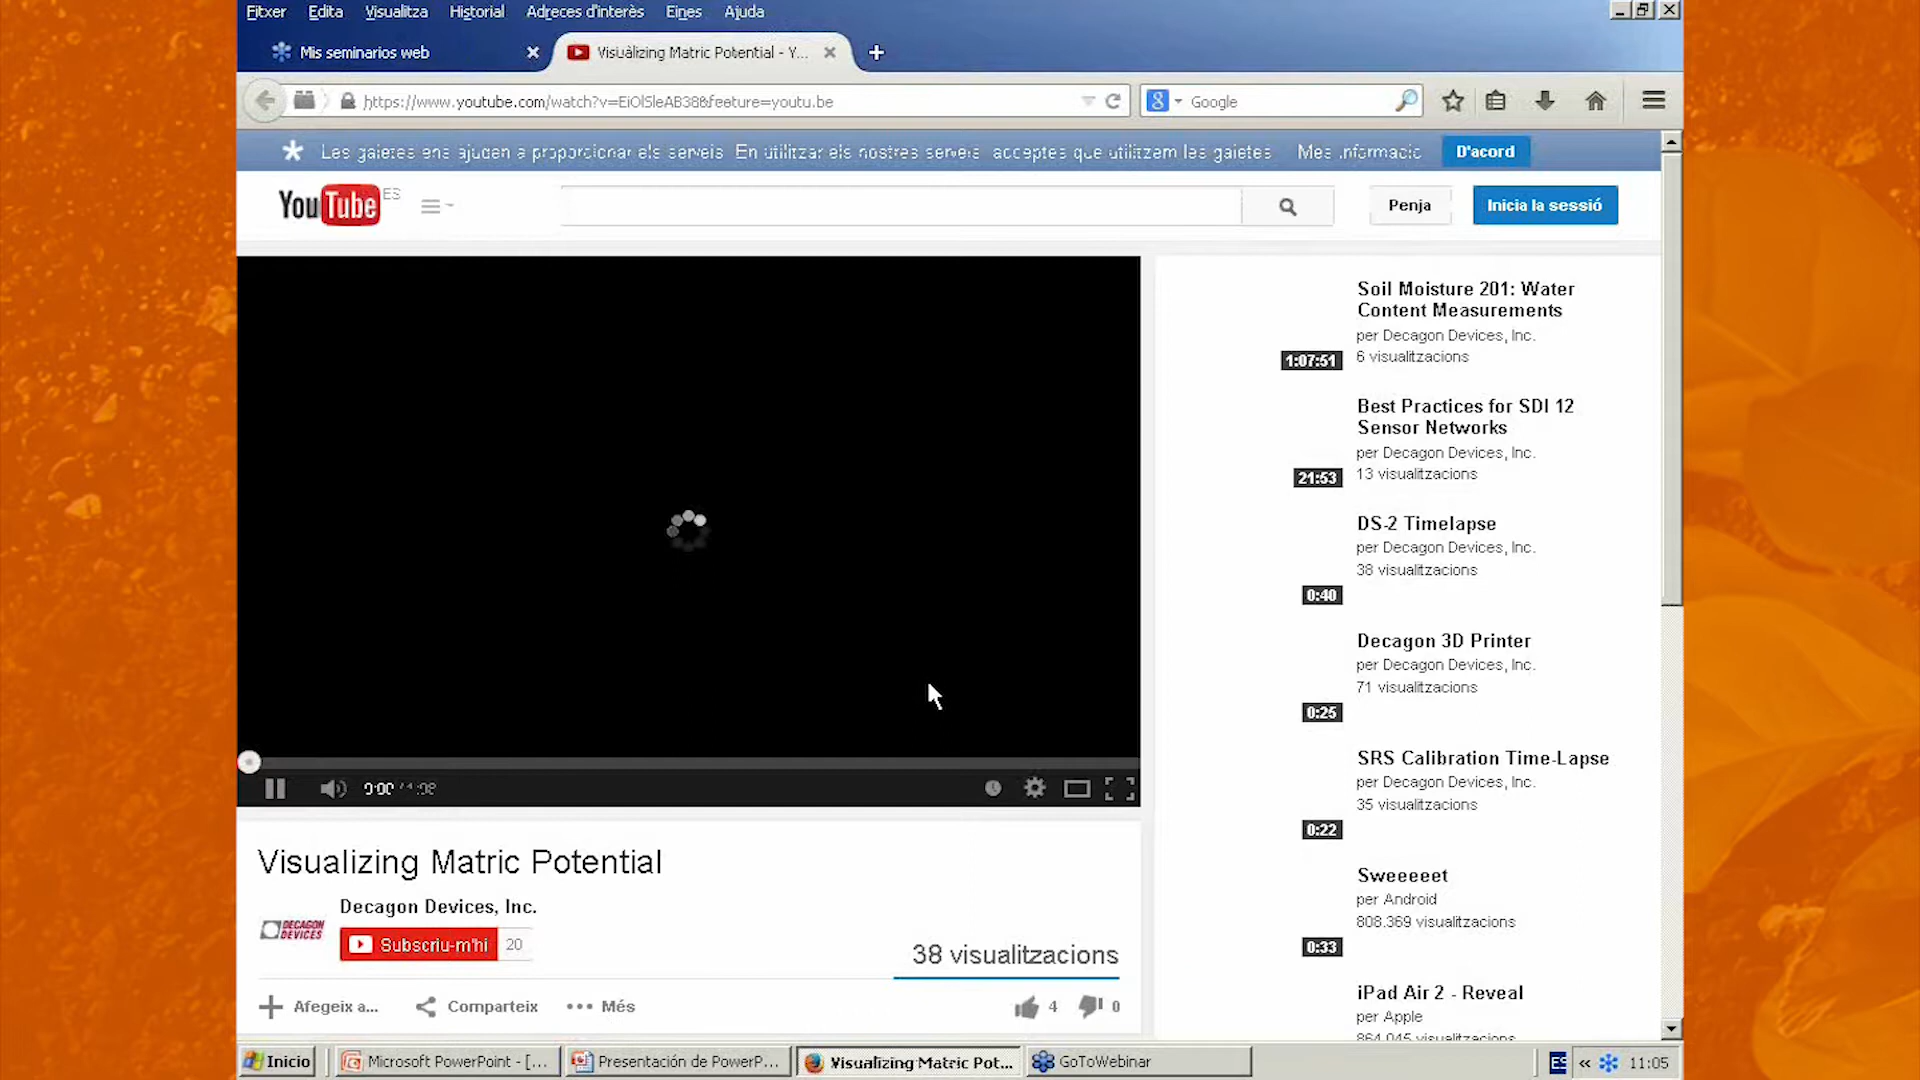 Fitxer Edita Visualitza Historial Adreces d'interès Eines Ajuda
Mis seminarios web
Visualizing Matric Potential - Y...
https://www.youtube.com/watch?v=EiOlSleAB38&feature=youtu.be
Google
Les galetes ens ajuden a proporcionar els serveis. En utilitzar els nostres serveis, acceptes que utilitzem les galetes. Més informació
D'acord
YouTube ES
Penja
Inicia la sessió
Soil Moisture 201: Water
Content Measurements
per Decagon Devices, Inc.
1:07:51
6 visualitzacions
Best Practices for SDI 12
Sensor Networks
per Decagon Devices, Inc.
21:53
13 visualitzacions
DS-2 Timelapse
per Decagon Devices, Inc.
38 visualitzacions
0:40
Decagon 3D Printer
per Decagon Devices, Inc.
71 visualitzacions
0:25
SRS Calibration Time-Lapse
per Decagon Devices, Inc.
35 visualitzacions
0:22
Sweeeeet
per Android
808.369 visualitzacions
0:33
iPad Air 2 - Reveal
per Apple
864.045 visualitzacions
0:00 / 1:08
Visualizing Matric Potential
Decagon Devices, Inc.
DECAGON
DEVICES
Subscriu-m'hi 20
38 visualitzacions
Afegeix a...
Comparteix
Més
4
0
Inicio
Microsoft PowerPoint - [...
Presentación de PowerP...
Visualizing Matric Pot...
GoToWebinar
ES
11:05